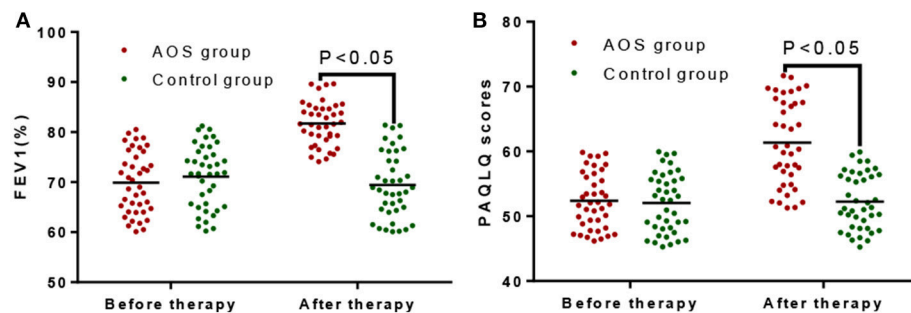 A
AOS group
Control group
P<0.05
FEV1(%)
100
90
80
70
60
50
Before therapy
After therapy
B
AOS group
Control group
P<0.05
PAQLQ scores
80
70
60
50
40
Before therapy
After therapy